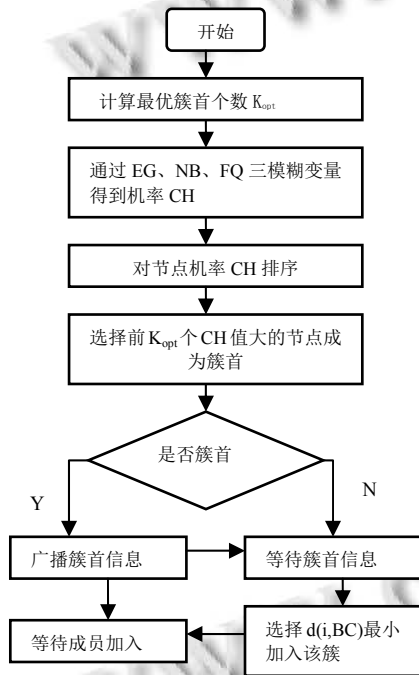 开始
计算最优簇首个数 Kopt
通过 EG、NB、FQ 三模糊变量
得到机率 CH
对节点机率 CH 排序
选择前 Kopt 个 CH 值大的节点成
为簇首
是否簇首
Y
N
广播簇首信息
等待簇首信息
等待成员加入
选择 d(i,BC)最小
加入该簇